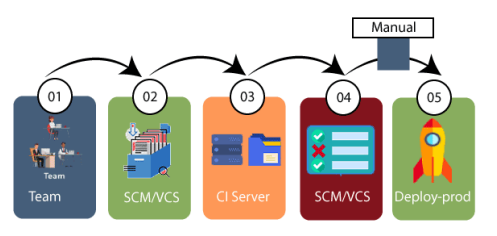 Manual
01
02
03
04
05
Team
Team
SCM/VCS
CI Server
SCM/VCS
Deploy-prod